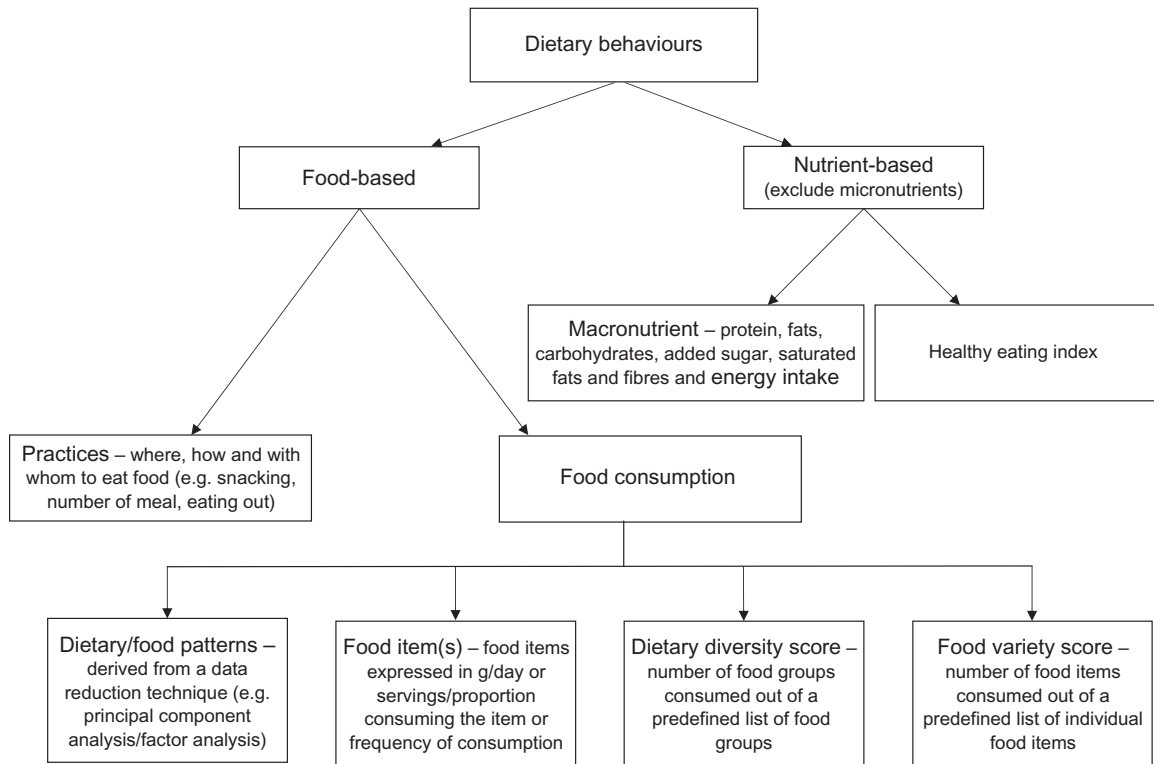 Dietary behaviours
Food-based
Nutrient-based
(exclude micronutrients)
Macronutrient – protein, fats,
carbohydrates, added sugar, saturated
fats and fibres and energy intake
Healthy eating index
Practices – where, how and with
whom to eat food (e.g. snacking,
number of meal, eating out)
Food consumption
Dietary/food patterns –
derived from a data
reduction technique (e.g.
principal component
analysis/factor analysis)
Food item(s) – food items
expressed in g/day or
servings/proportion
consuming the item or
frequency of consumption
Dietary diversity score –
number of food groups
consumed out of a
predefined list of food
groups
Food variety score –
number of food items
consumed out of a
predefined list of individual
food items